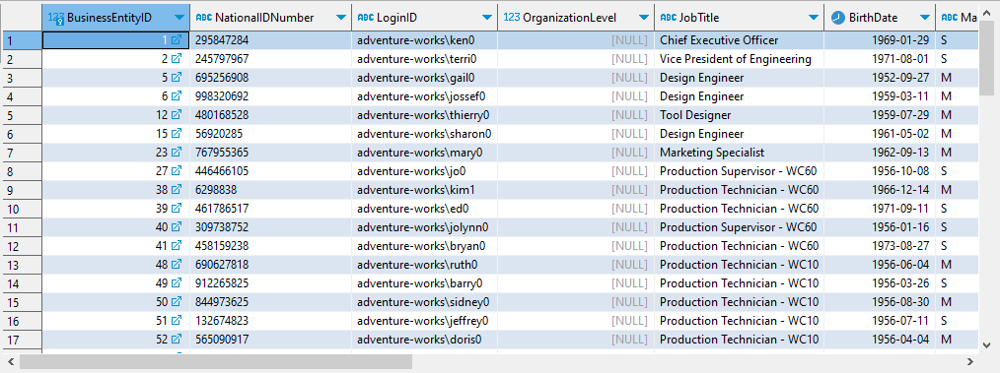 123 BusinessEntityID ABC NationalIDNumber ABC LoginID 123 OrganizationLevel ABC JobTitle BirthDate ABC Ma
1 1 295847284 adventure-works\ken0 [NULL] Chief Executive Officer 1969-01-29 S
2 2 245797967 adventure-works\terri0 [NULL] Vice President of Engineering 1971-08-01 S
3 5 695256908 adventure-works\gail0 [NULL] Design Engineer 1952-09-27 M
4 6 998320692 adventure-works\jossef0 [NULL] Design Engineer 1959-03-11 M
5 12 480168528 adventure-works\thierry0 [NULL] Tool Designer 1959-07-29 M
6 15 56920285 adventure-works\sharon0 [NULL] Design Engineer 1961-05-02 M
7 23 767955365 adventure-works\mary0 [NULL] Marketing Specialist 1962-09-13 M
8 27 446466105 adventure-works\jo0 [NULL] Production Supervisor - WC60 1956-10-08 S
9 38 6298838 adventure-works\kim1 [NULL] Production Technician - WC60 1966-12-14 M
10 39 461786517 adventure-works\ed0 [NULL] Production Technician - WC60 1971-09-11 S
11 40 309738752 adventure-works\jolynn0 [NULL] Production Supervisor - WC60 1956-01-16 S
12 41 458159238 adventure-works\bryan0 [NULL] Production Technician - WC60 1973-08-27 S
13 48 690627818 adventure-works\ruth0 [NULL] Production Technician - WC10 1956-06-04 M
14 49 912265825 adventure-works\barry0 [NULL] Production Technician - WC10 1956-03-26 S
15 50 844973625 adventure-works\sidney0 [NULL] Production Technician - WC10 1956-08-30 M
16 51 132674823 adventure-works\jeffrey0 [NULL] Production Technician - WC10 1956-07-11 S
17 52 565090917 adventure-works\doris0 [NULL] Production Technician - WC10 1956-04-04 M